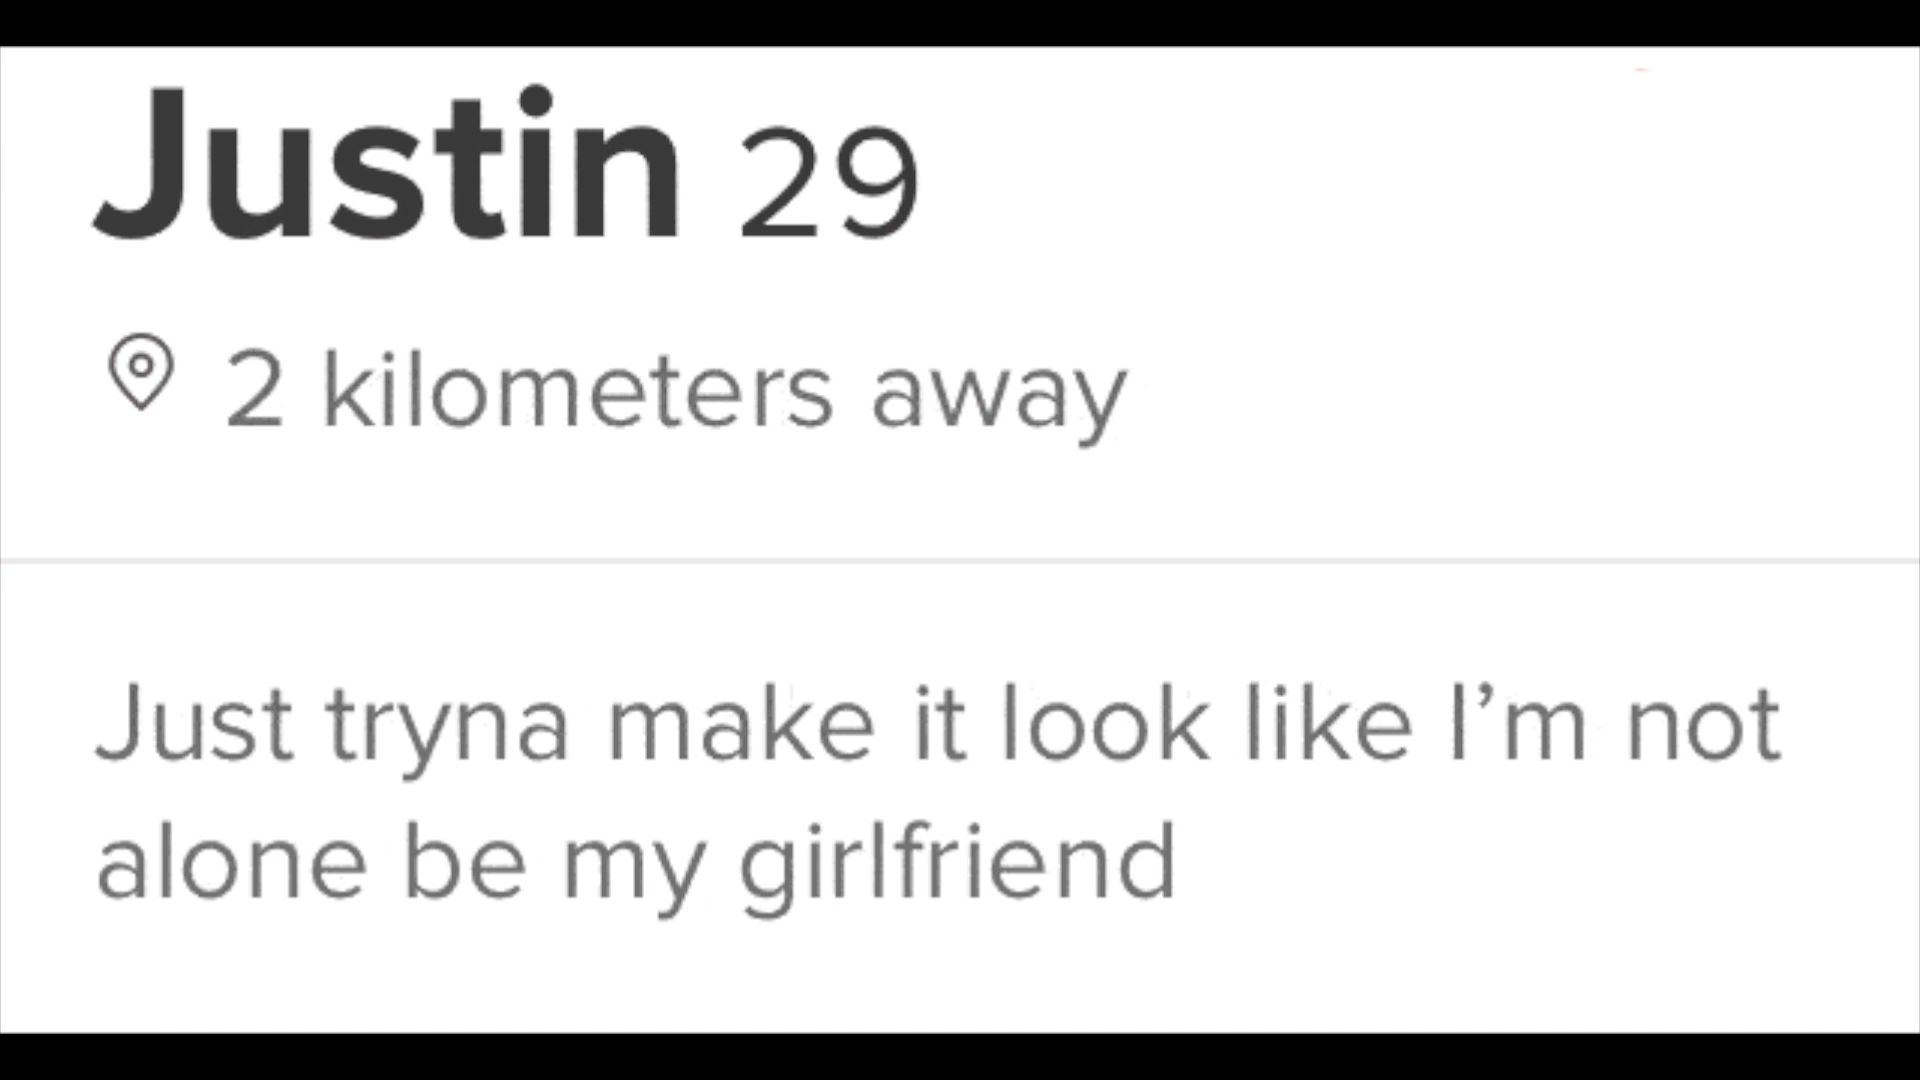 Justin 29
2 kilometers away
Just tryna make it look like I’m not
alone be my girlfriend